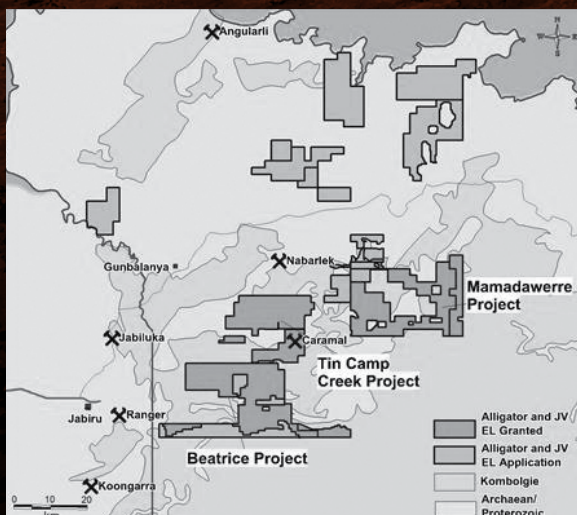 Angularli
N
W E
S
Nabarlek
Gunbalanya
Mamadawerre
Project
Jabiluka
Caramal
Tin Camp
Creek Project
Jabiru
Ranger
Beatrice Project
Koongarra
0 10 20
km
Alligator and JV
EL Granted
Alligator and JV
EL Application
Kombolgie
Archaean/
Proterozoic